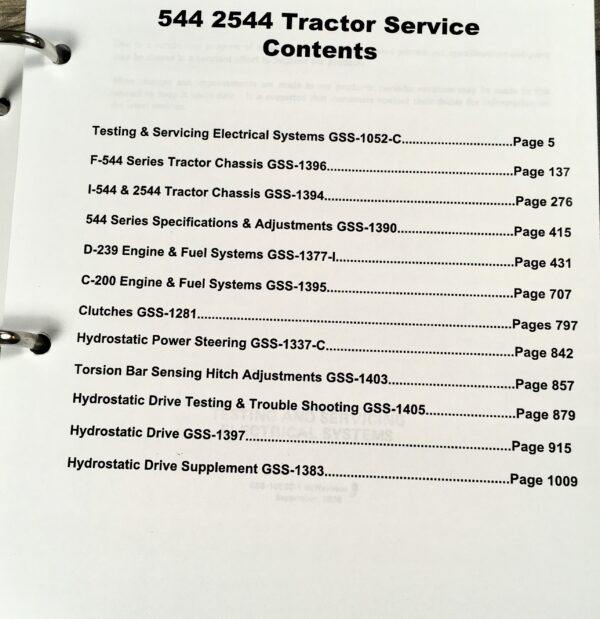 544 2544 Tractor Service
Contents
Testing & Servicing Electrical Systems GSS-1052-C................................Page 5
F-544 Series Tractor Chassis GSS-1396.............................................Page 137
I-544 & 2544 Tractor Chassis GSS-1394..............................................Page 276
544 Series Specifications & Adjustments GSS-1390............................Page 415
D-239 Engine & Fuel Systems GSS-1377-I...........................................Page 431
C-200 Engine & Fuel Systems GSS-1395.............................................Page 707
Clutches GSS-1281...........................................................................Pages 797
Hydrostatic Power Steering GSS-1337-C.............................................Page 842
Torsion Bar Sensing Hitch Adjustments GSS-1403..............................Page 857
Hydrostatic Drive Testing & Trouble Shooting GSS-1405.....................Page 879
Hydrostatic Drive GSS-1397................................................................Page 915
Hydrostatic Drive Supplement GSS-1383............................................Page 1009
TESTING AND SERVICING
ELECTRICAL SYSTEMS